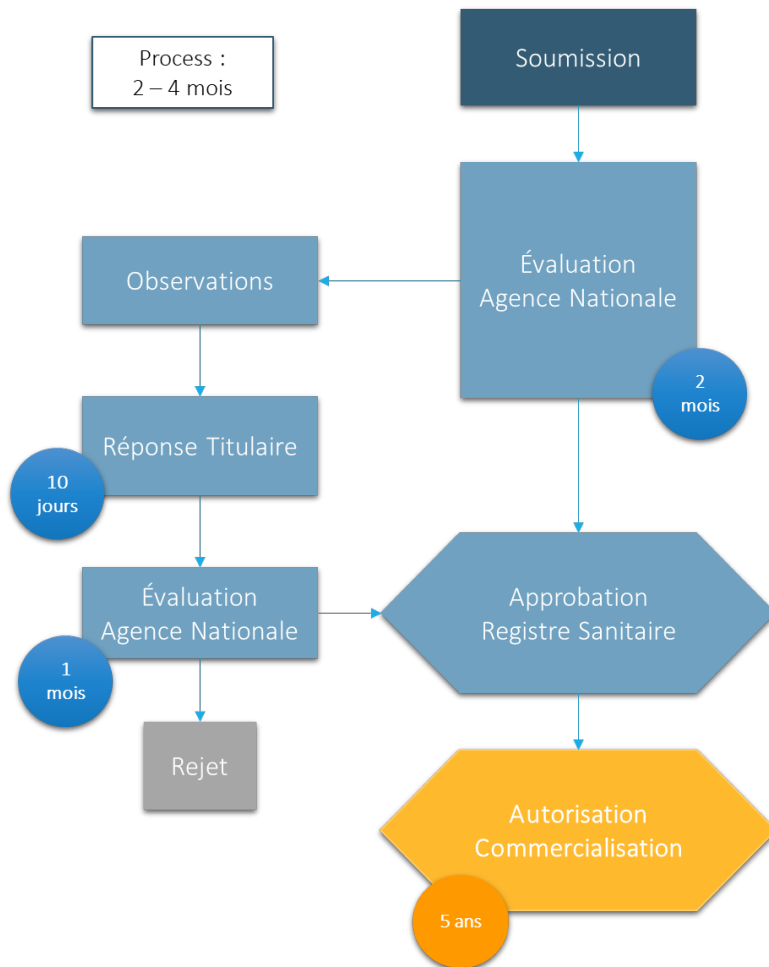 Process :
2 – 4 mois
Soumission
Évaluation
Agence Nationale
2
mois
Observations
Réponse Titulaire
10
jours
Évaluation
Agence Nationale
1
mois
Approbation
Registre Sanitaire
Rejet
Autorisation
Commercialisation
5 ans